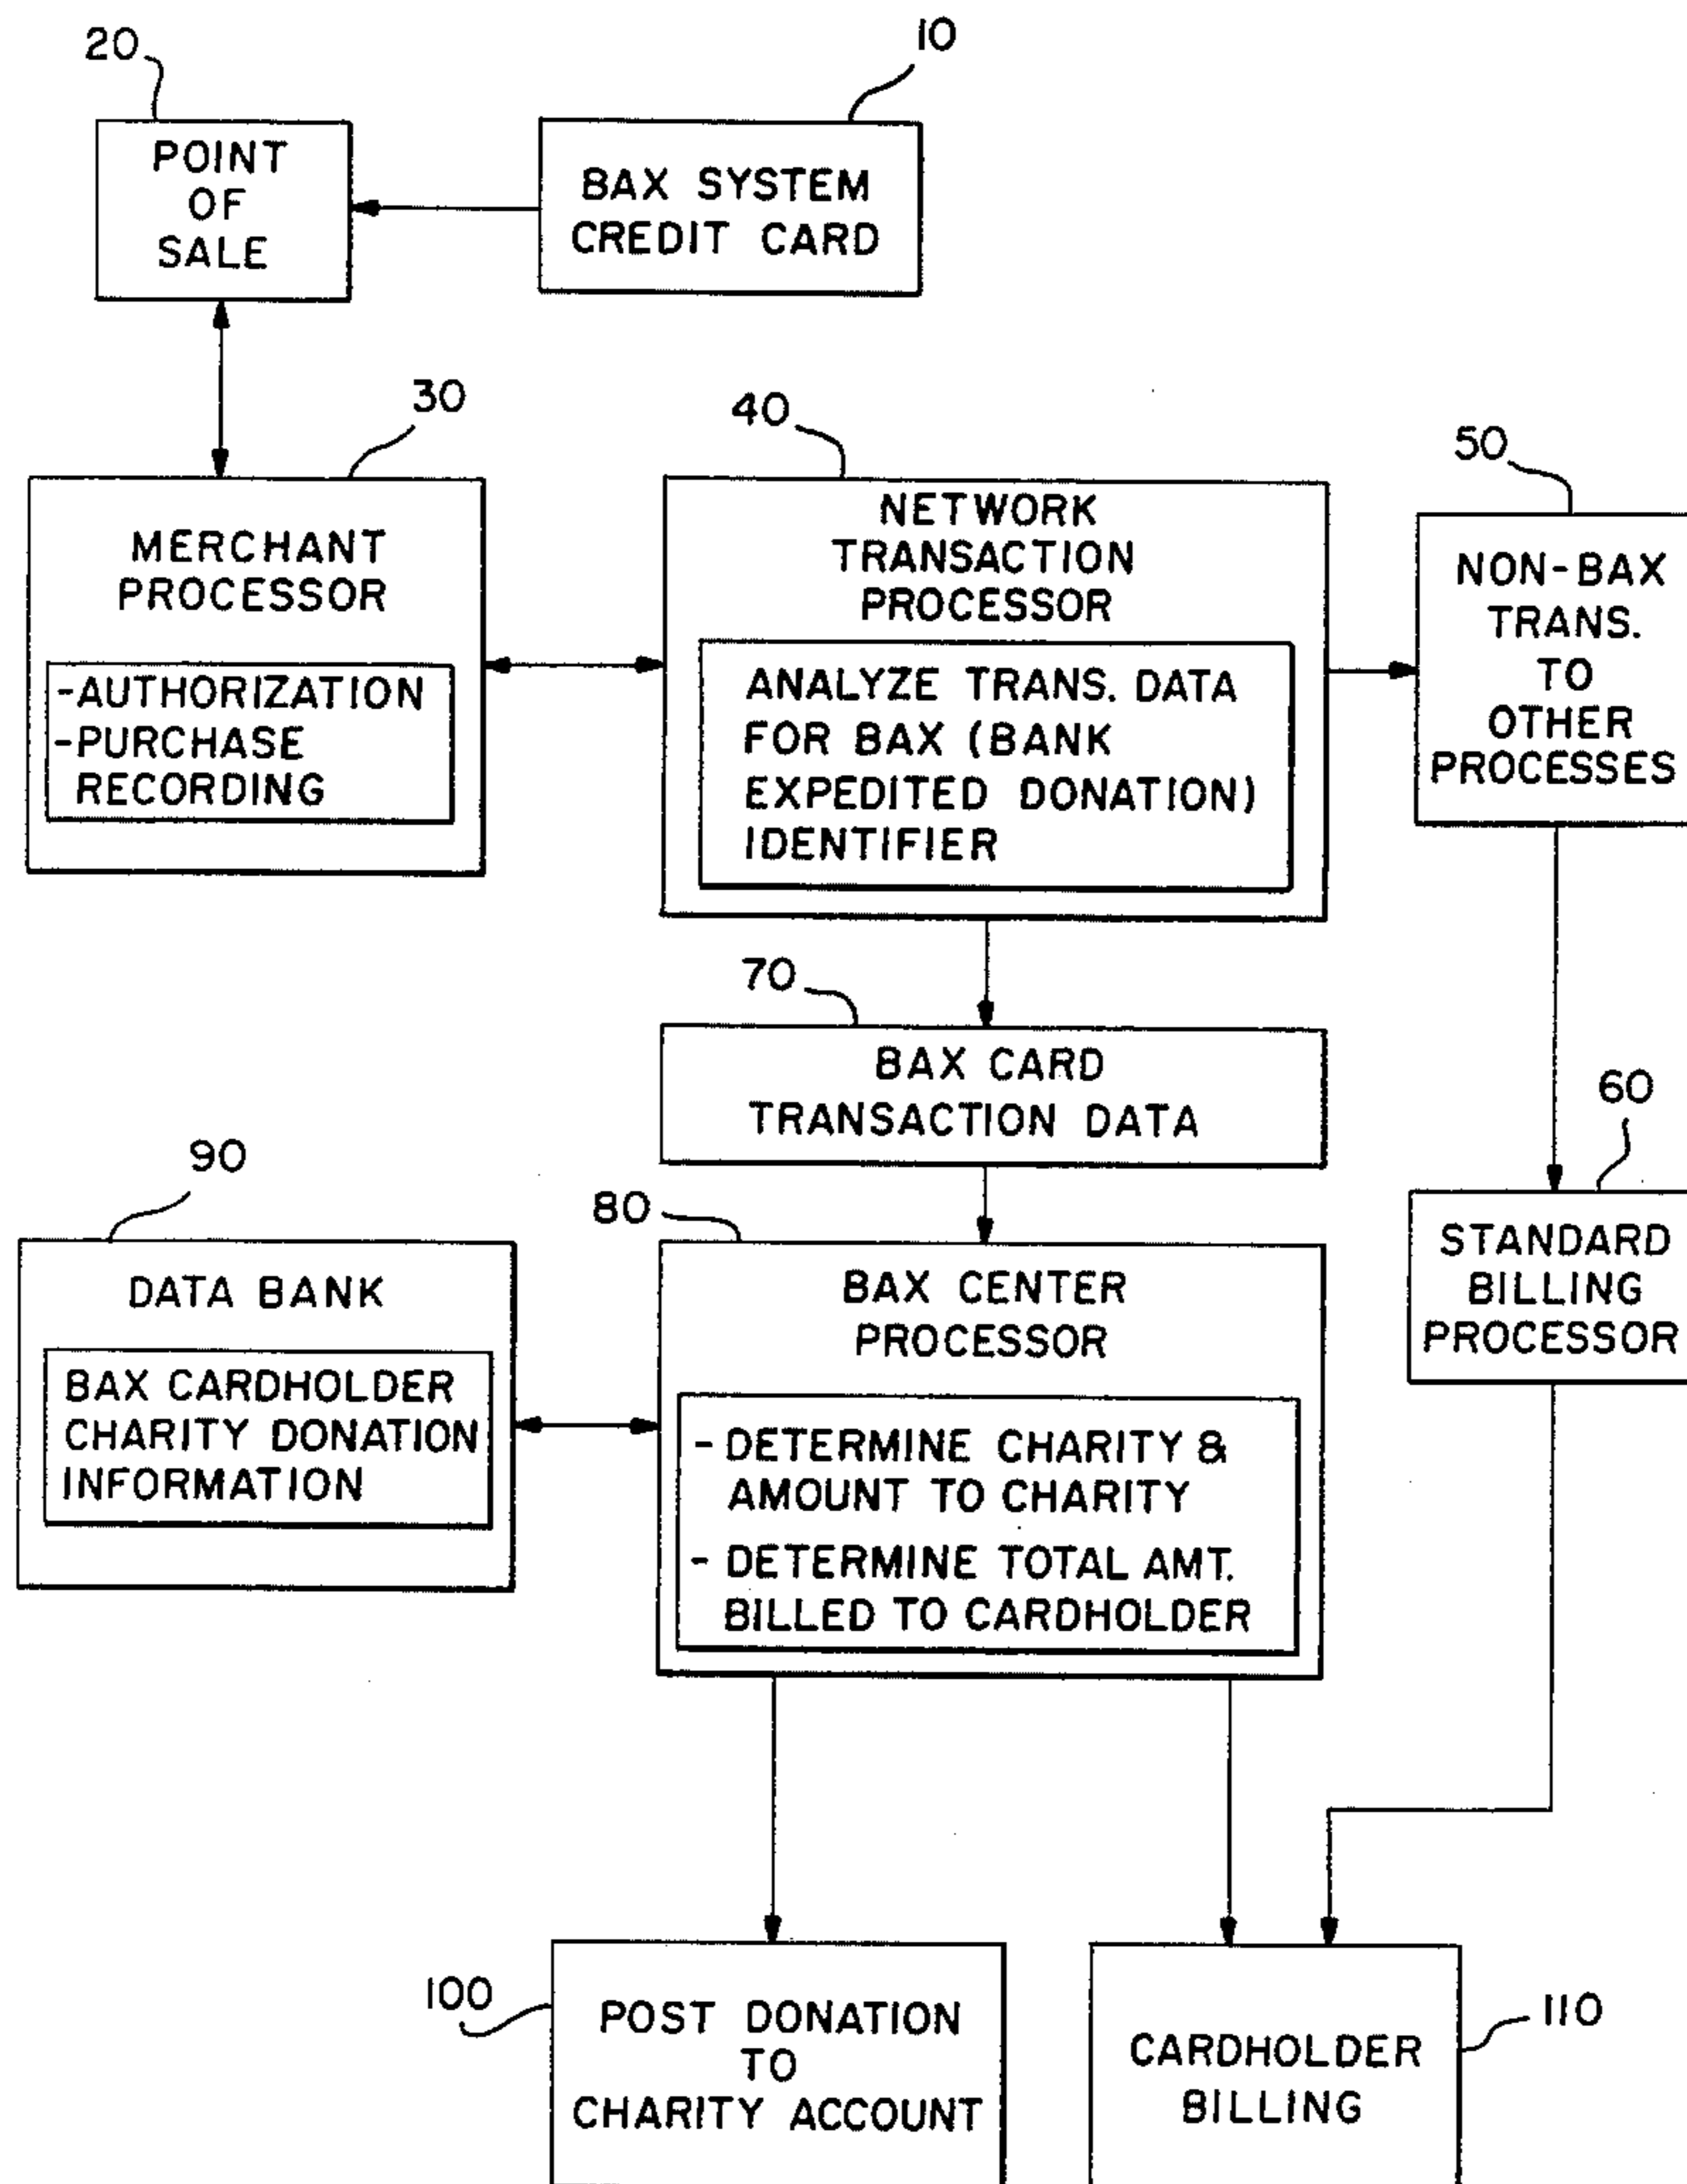 20
10
POINT
OF
SALE
BAX SYSTEM
CREDIT CARD
30
40
50
MERCHANT
PROCESSOR
-AUTHORIZATION
-PURCHASE
RECORDING
NETWORK
TRANSACTION
PROCESSOR
ANALYZE TRANS. DATA
FOR BAX (BANK
EXPEDITED DONATION)
IDENTIFIER
NON-BAX
TRANS.
TO
OTHER
PROCESSES
70
BAX CARD
TRANSACTION DATA
60
STANDARD
BILLING
PROCESSOR
90
DATA BANK
BAX CARDHOLDER
CHARITY DONATION
INFORMATION
80
BAX CENTER
PROCESSOR
- DETERMINE CHARITY &
AMOUNT TO CHARITY
- DETERMINE TOTAL AMT.
BILLED TO CARDHOLDER
100
POST DONATION
TO
CHARITY ACCOUNT
110
CARDHOLDER
BILLING